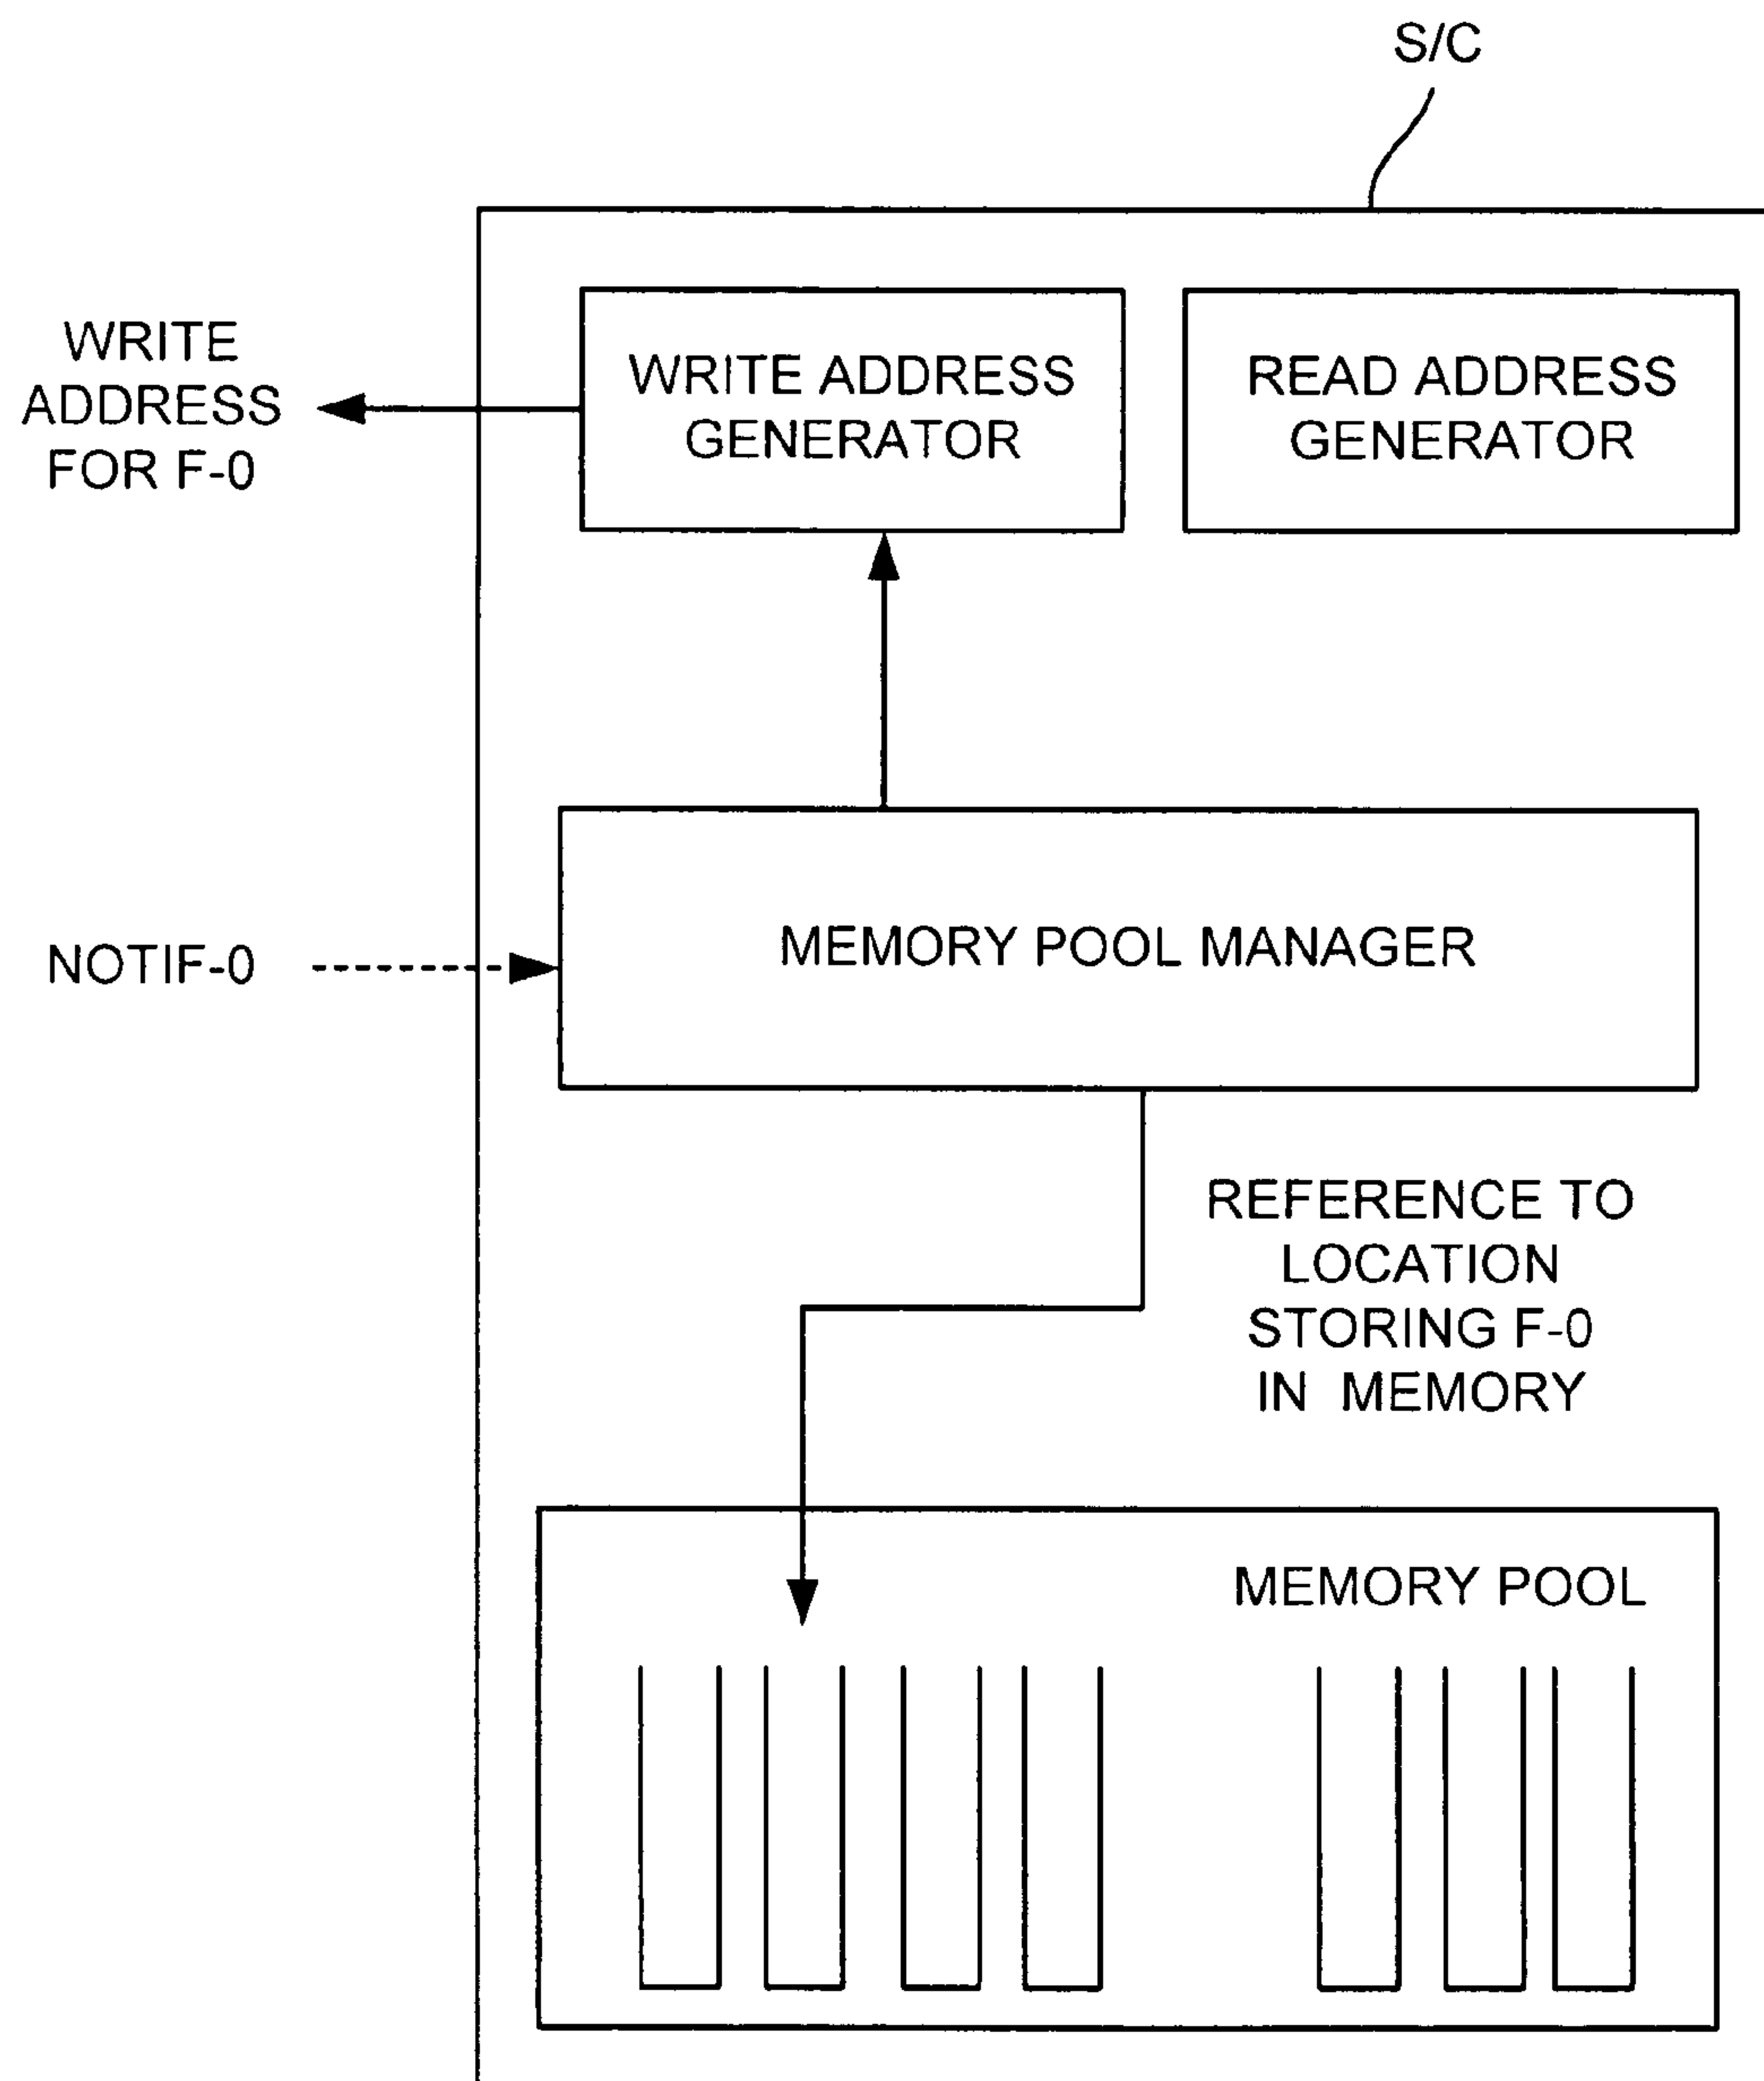 S/C
WRITE
ADDRESS
FOR F-0
WRITE ADDRESS
GENERATOR
READ ADDRESS
GENERATOR
NOTIF-0
MEMORY POOL MANAGER
REFERENCE TO
LOCATION
STORING F-0
IN MEMORY
MEMORY POOL